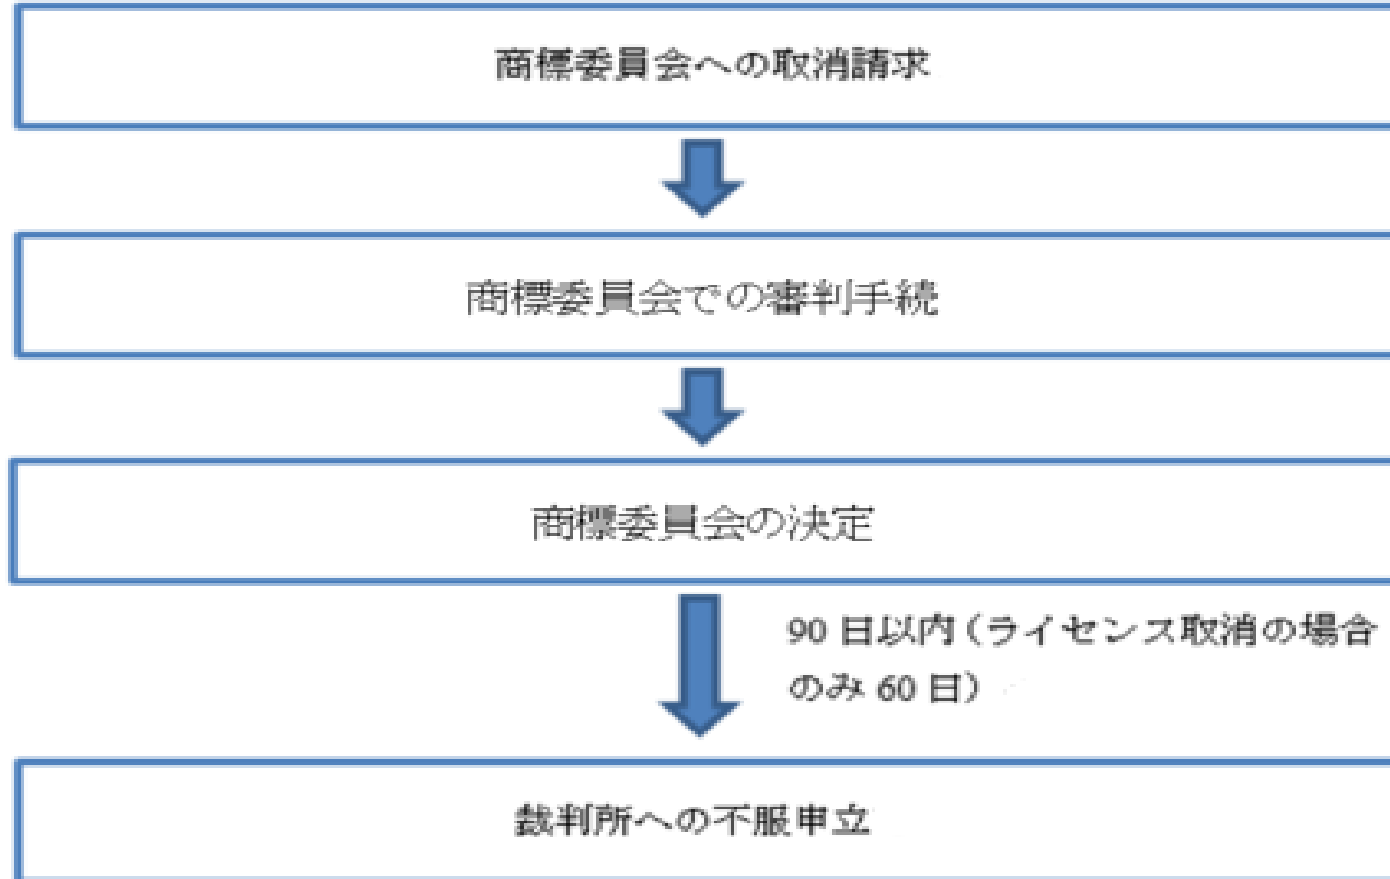 商標委員会への取消請求
商標委員会での審判手続
商標委員会の決定
90 日以内（ライセンス取消の場合
のみ 60 日）
裁判所への不服申立